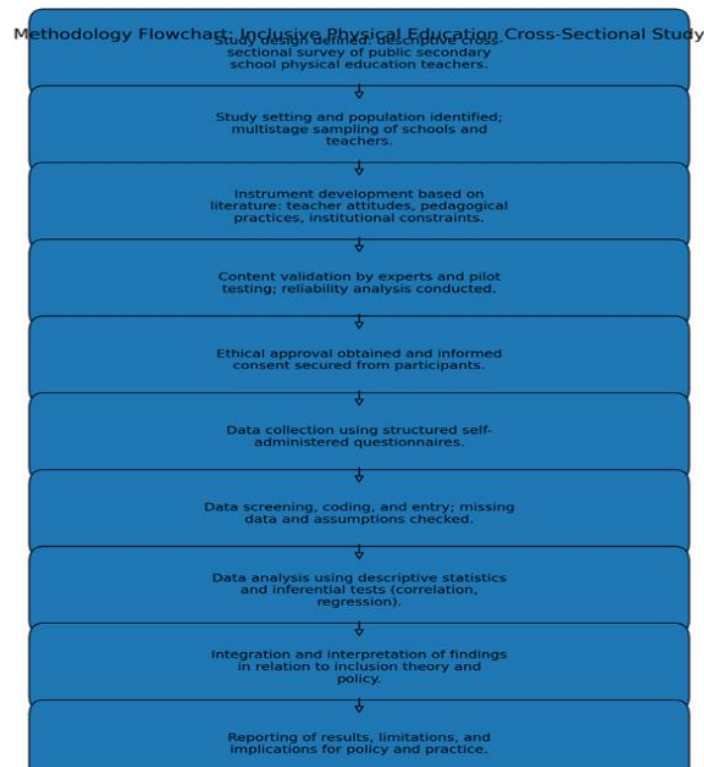 Methodology Flowchart: Inclusive Physical Education Cross-Sectional Study
Study design defined: descriptive cross-
sectional survey of public secondary
school physical education teachers.
Study setting and population identified;
multistage sampling of schools and
teachers.
Instrument development based on
literature: teacher attitudes, pedagogical
practices, institutional constraints.
Content validation by experts and pilot
testing; reliability analysis conducted.
Ethical approval obtained and informed
consent secured from participants.
Data collection using structured self-
administered questionnaires.
Data screening, coding, and entry; missing
data and assumptions checked.
Data analysis using descriptive statistics
and inferential tests (correlation,
regression).
Integration and interpretation of findings
in relation to inclusion theory and
policy.
Reporting of results, limitations, and
implications for policy and practice.